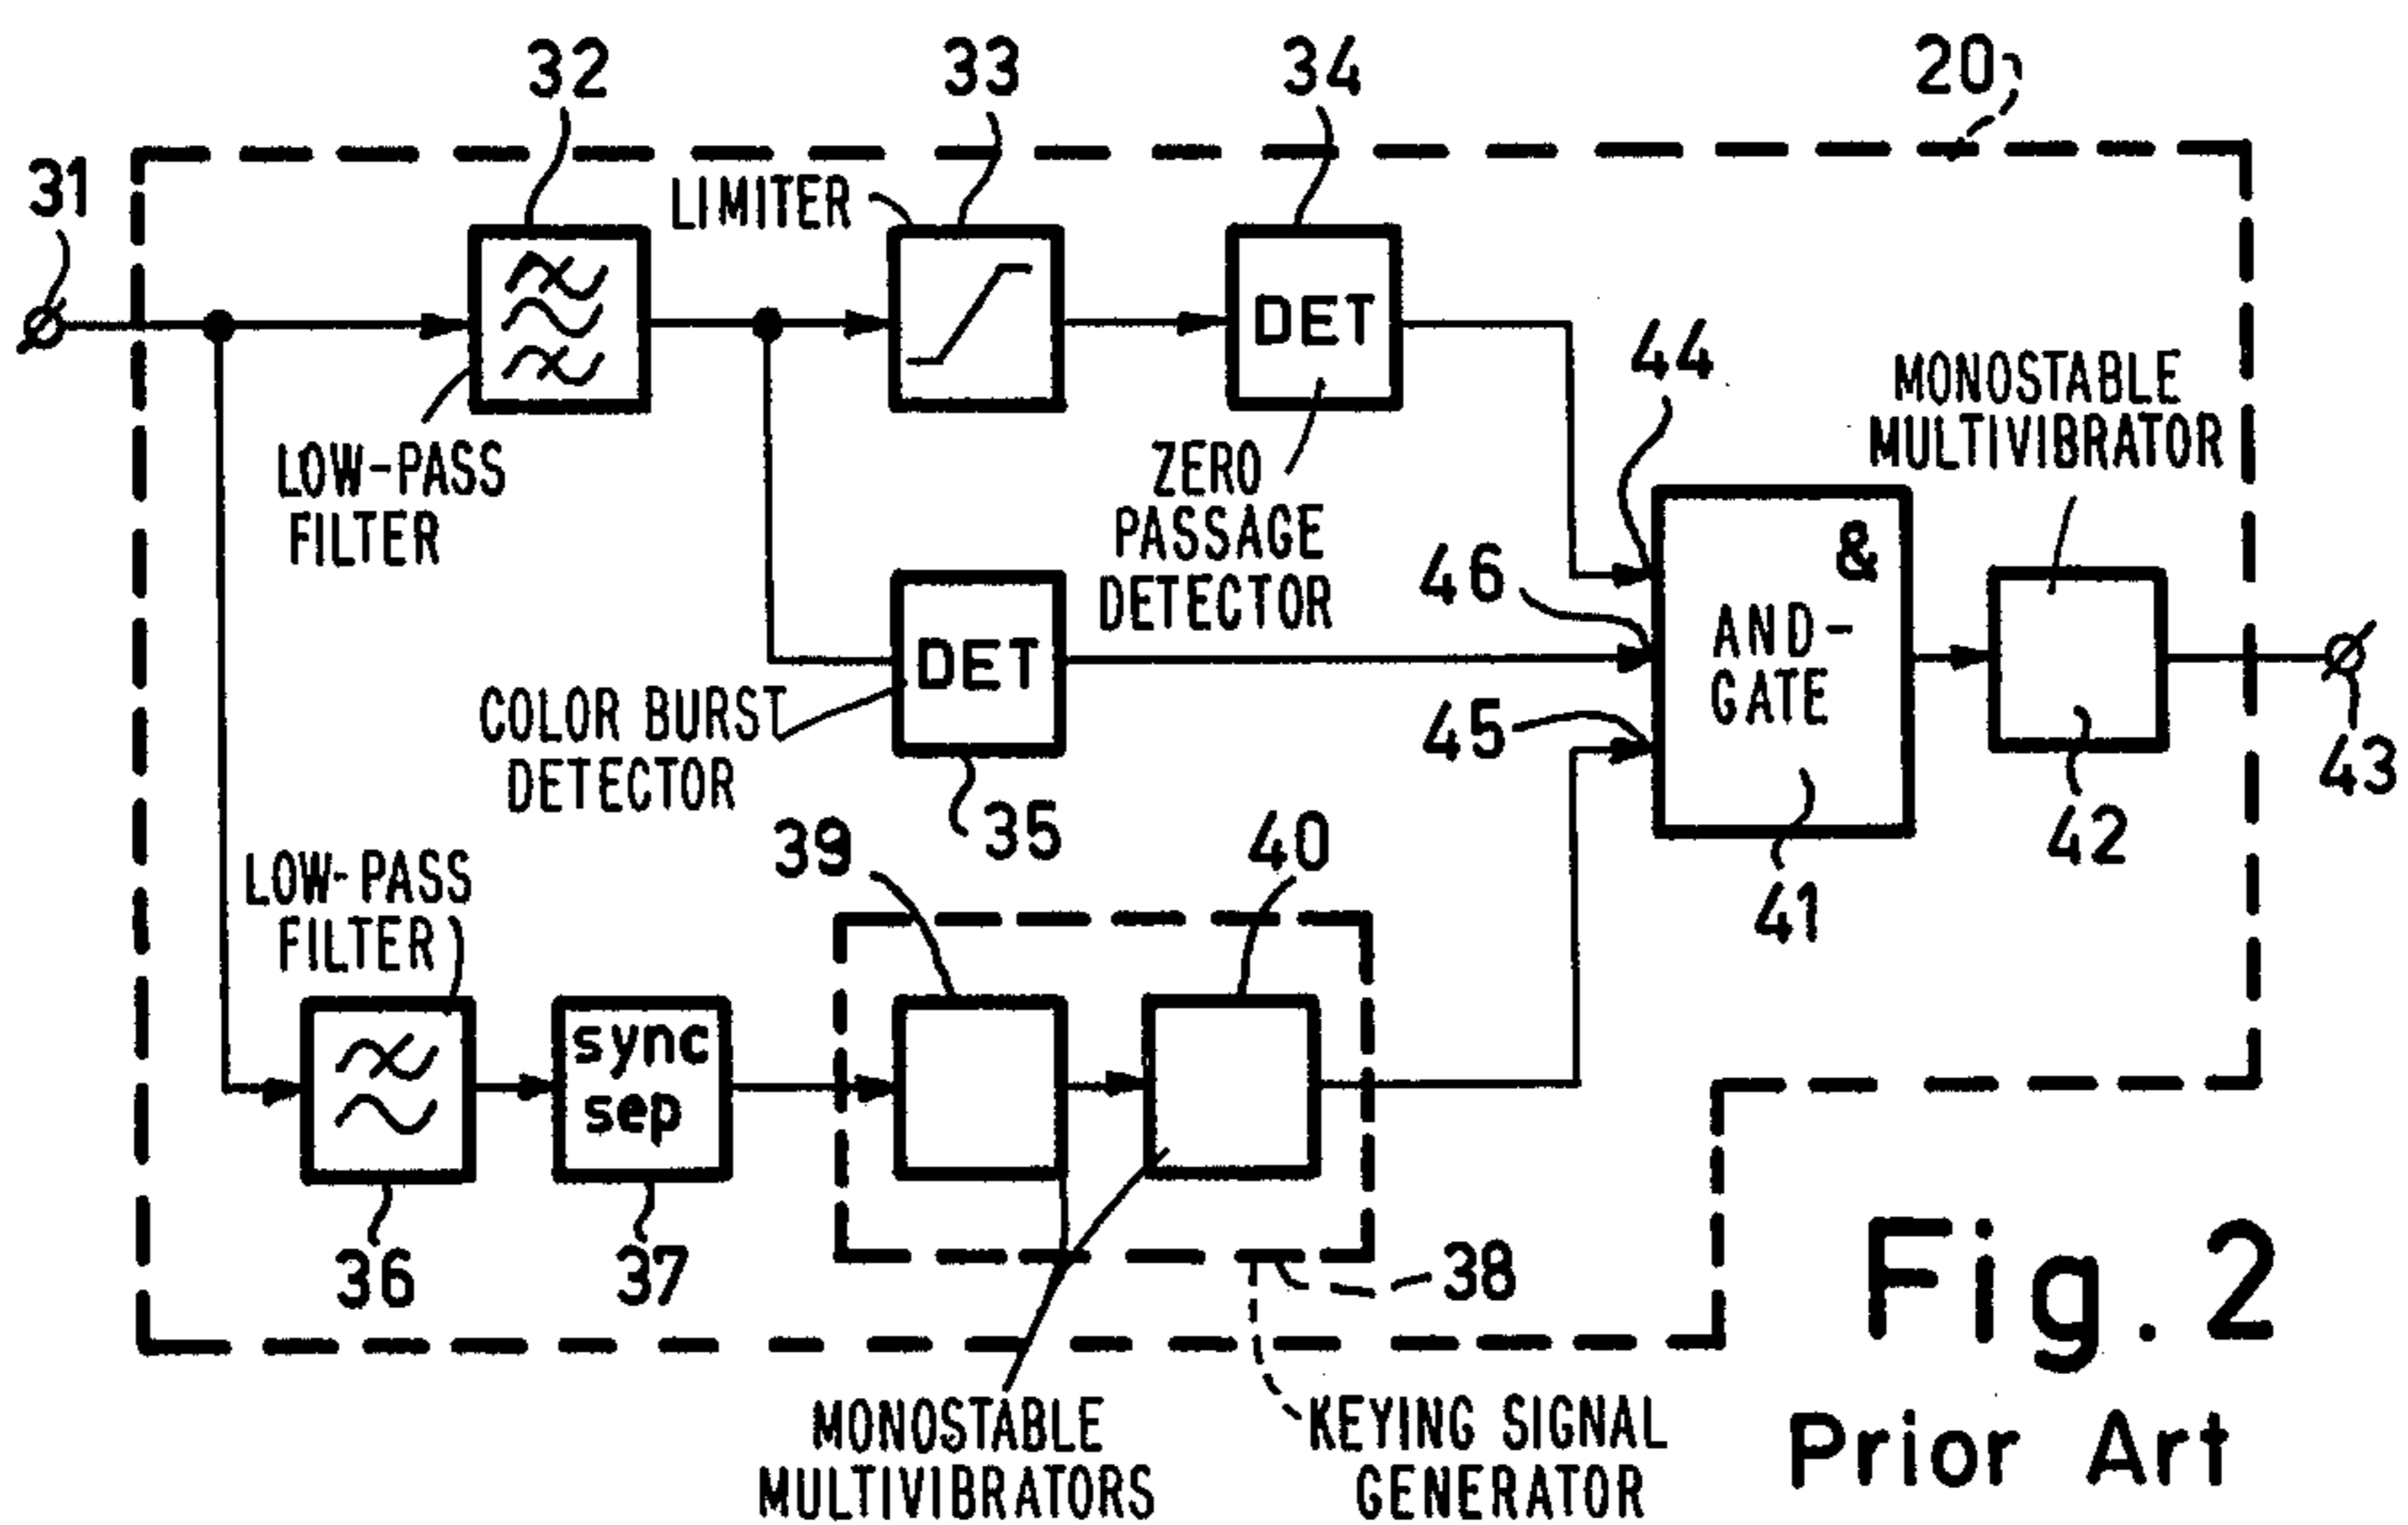 32
33
34
20
31
LIMITER
DET
44
MONOSTABLE
MULTIVIBRATOR
LOW-PASS
FILTER
ZERO
PASSAGE
DETECTOR
46
&
AND-
GATE
DET
COLOR BURST
DETECTOR
45
43
35
39
40
42
41
LOW-PASS
FILTER
sync
sep
36
37
38
MONOSTABLE
MULTIVIBRATORS
KEYING SIGNAL
GENERATOR
Fig. 2
Prior Art